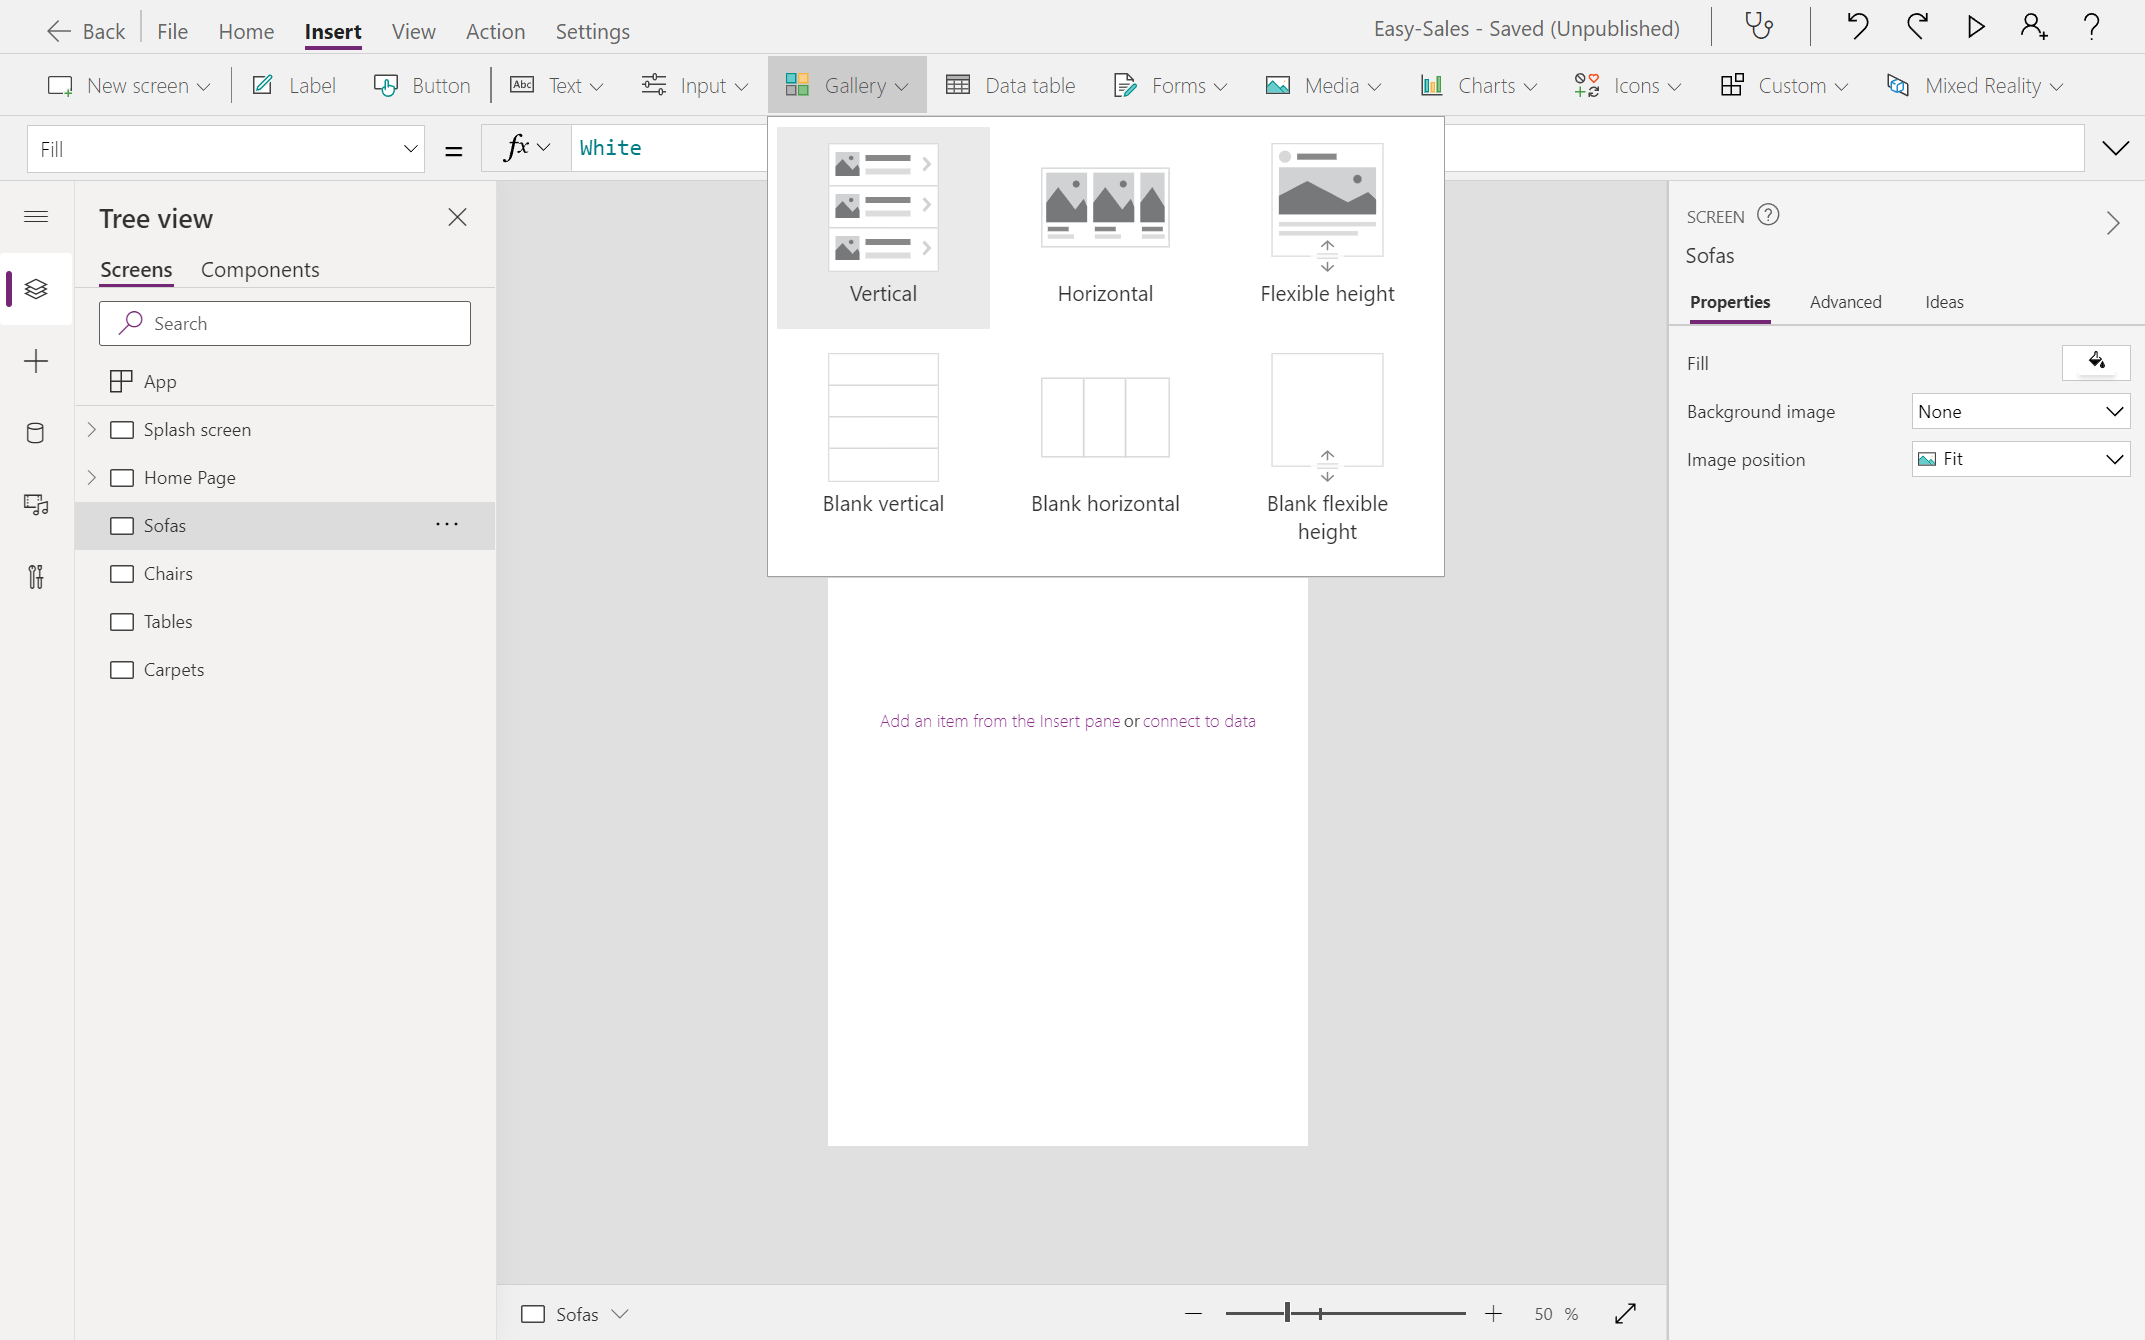 Back File Home Insert View Action Settings Easy-Sales - Saved (Unpublished)
New screen Label Button Abc Text Input Gallery Data table Forms Media Charts Icons Custom Mixed Reality
Fill = fx White
Tree view
Screens Components
Search
App
Splash screen
Home Page
Sofas ...
Chairs
Tables
Carpets
Vertical Horizontal Flexible height
Blank vertical Blank horizontal Blank flexible
height
Add an item from the Insert pane or connect to data
SCREEN ?
Sofas
Properties Advanced Ideas
Fill
Background image None
Image position Fit
Sofas 50 %